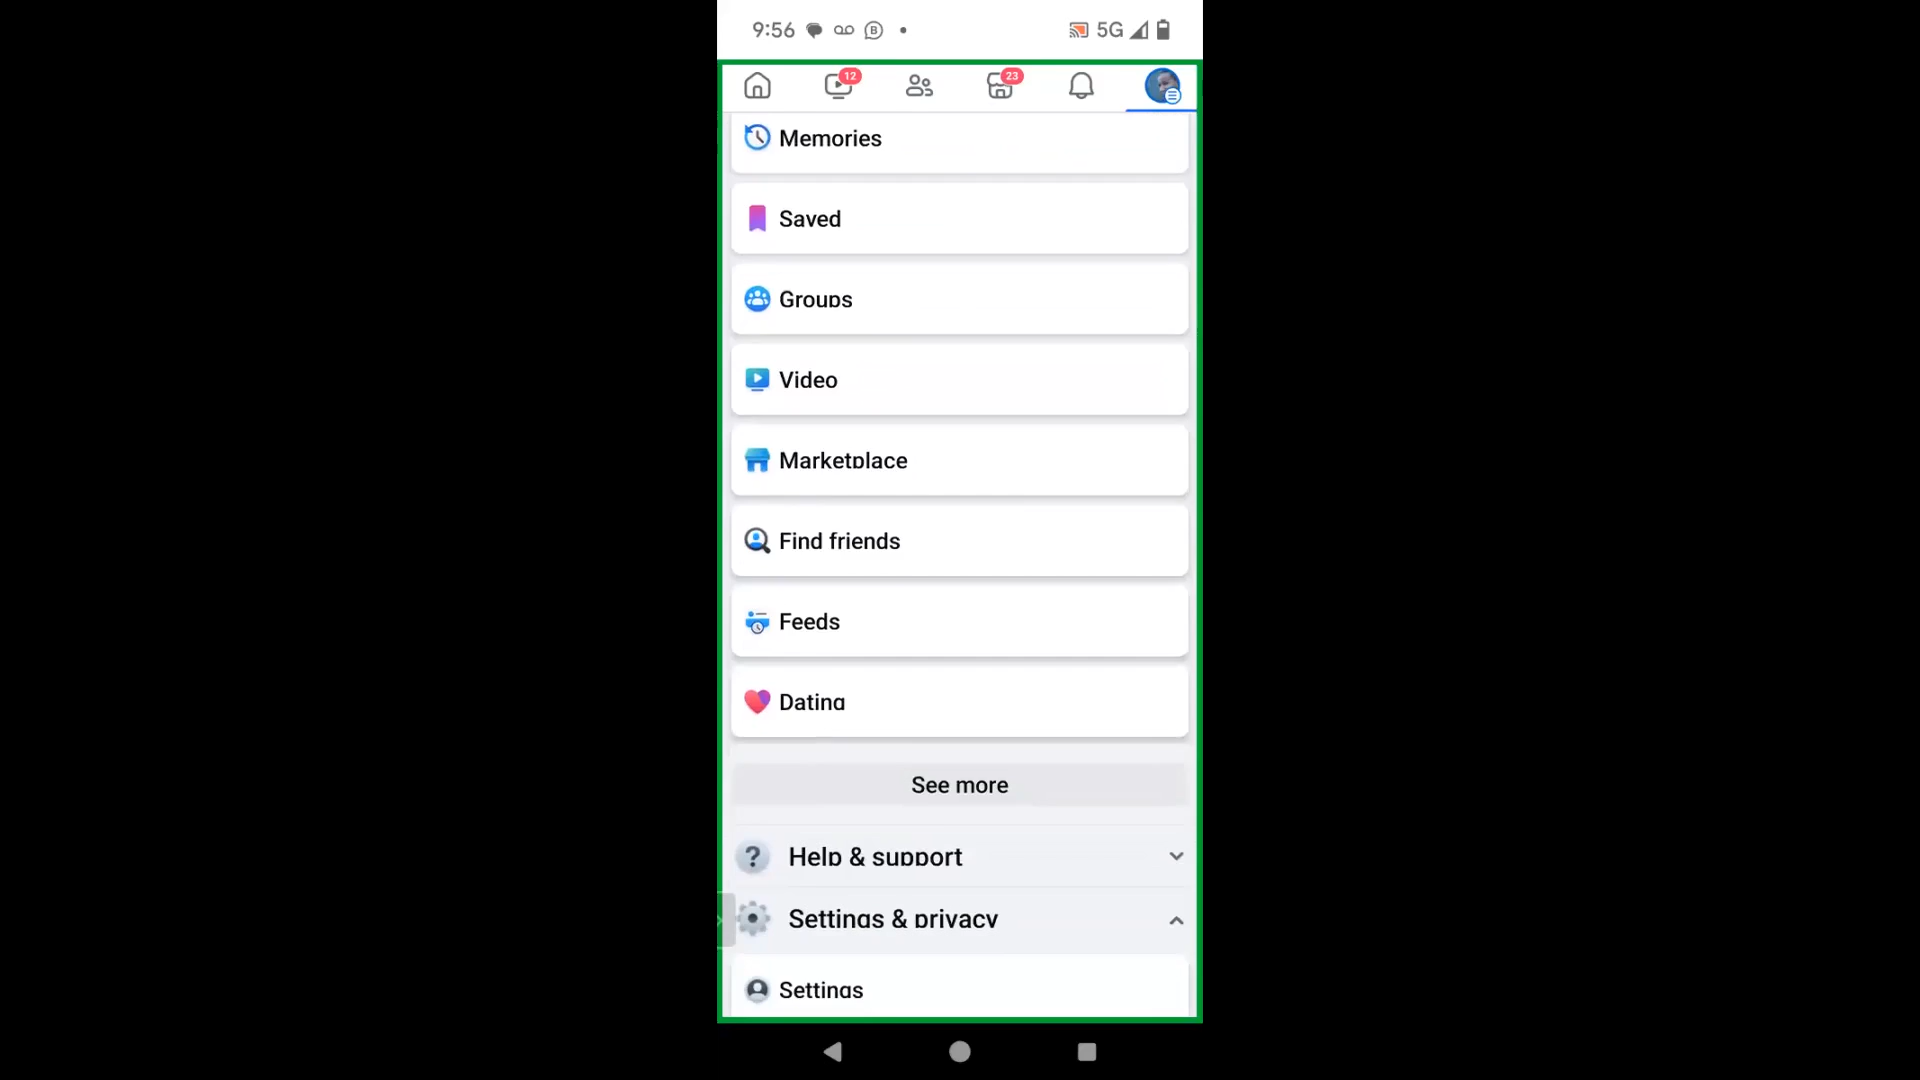 9:56 5G
12 23
Memories
Saved
Groups
Video
Marketplace
Find friends
Feeds
Dating
See more
Help & support
Settings & privacy
Settings